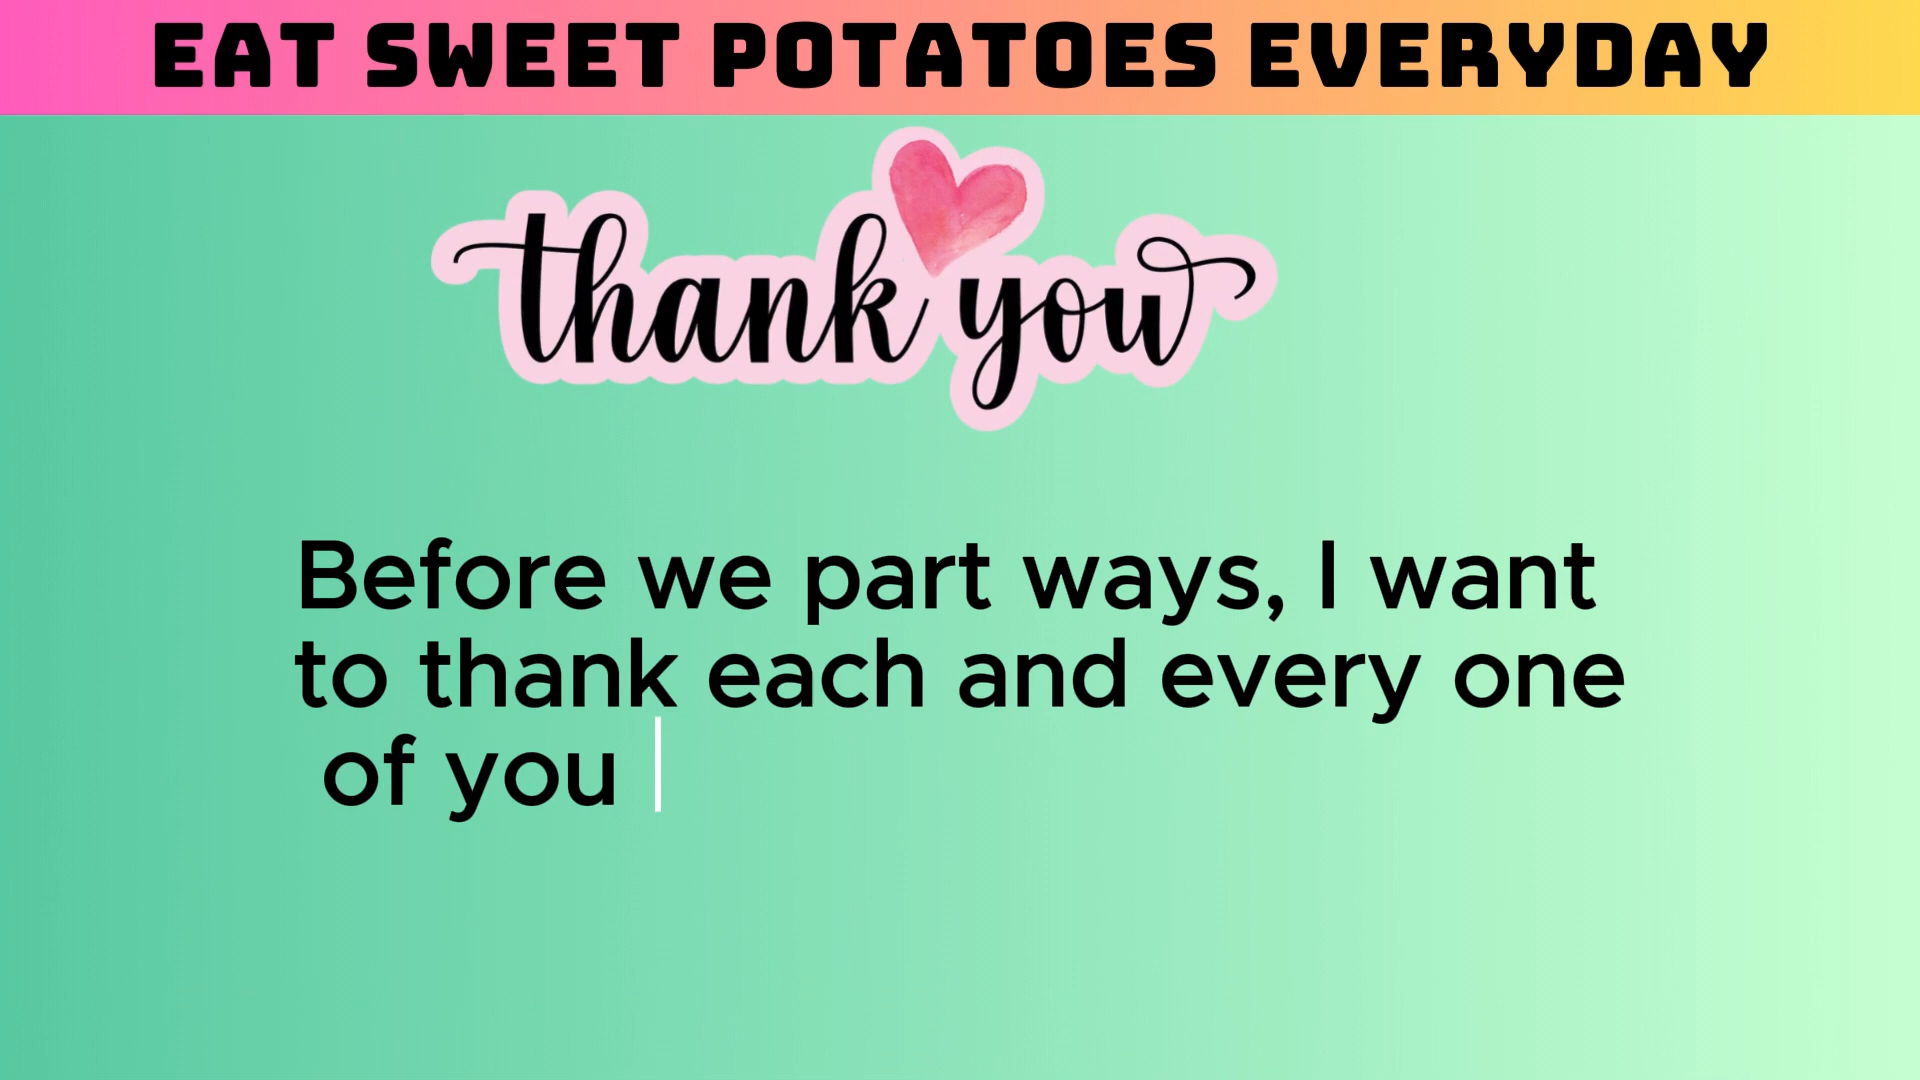 EAT SWEET POTATOES EVERYDAY
thank you
Before we part ways, I want
to thank each and every one
of you